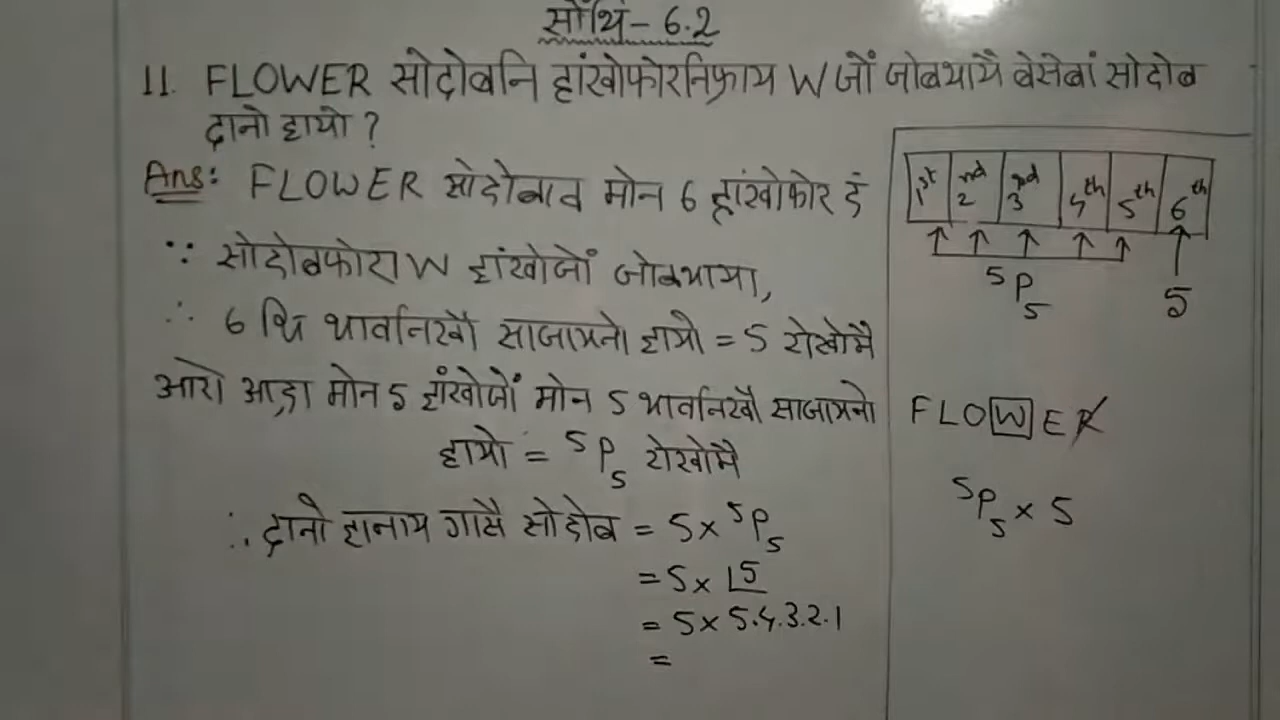 सोंथि - 6.2
11. FLOWER सोदोबनि हांखोफोरनिफ्राय W जों जोबथायै बेसेबां सोदोब
दानो हायो ?
Ans: FLOWER सोदोबाव मोन 6 हांखोफोर दं
∵ सोदोबफोरा W हांखोजों जोबथाया,
∴ 6 थि थावनिखौ साजायनो हायो = 5 रोखोमै
आरो आद्रा मोन 5 हांखोजों मोन 5 थावनिखौ साजायनो
हायो = ⁵P₅ रोखोमै
∴ दानो हानाय गासै सोदोब = 5 × ⁵P₅
= 5 × |5
= 5 × 5.4.3.2.1
=
1st 2nd 3rd 4th 5th 6th
⁵P₅ 5
FLOWER
⁵P₅ × 5